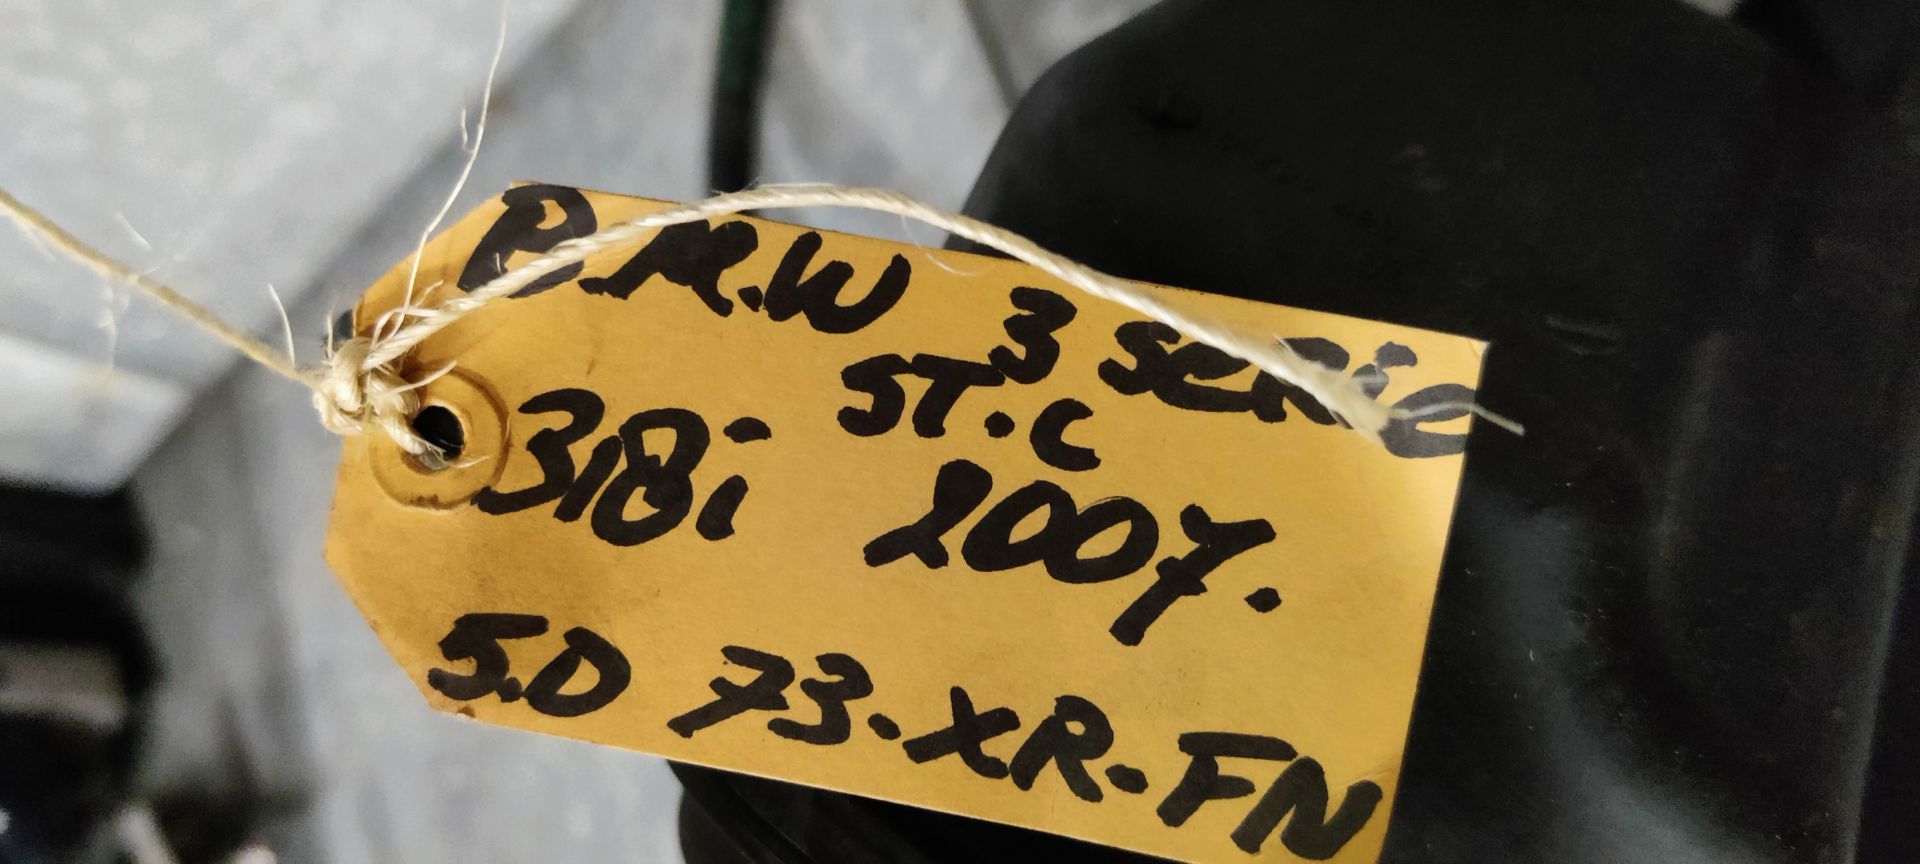 B.M.W 3 serie
ST.C
318i 2007.
5.D 73-XR-FN